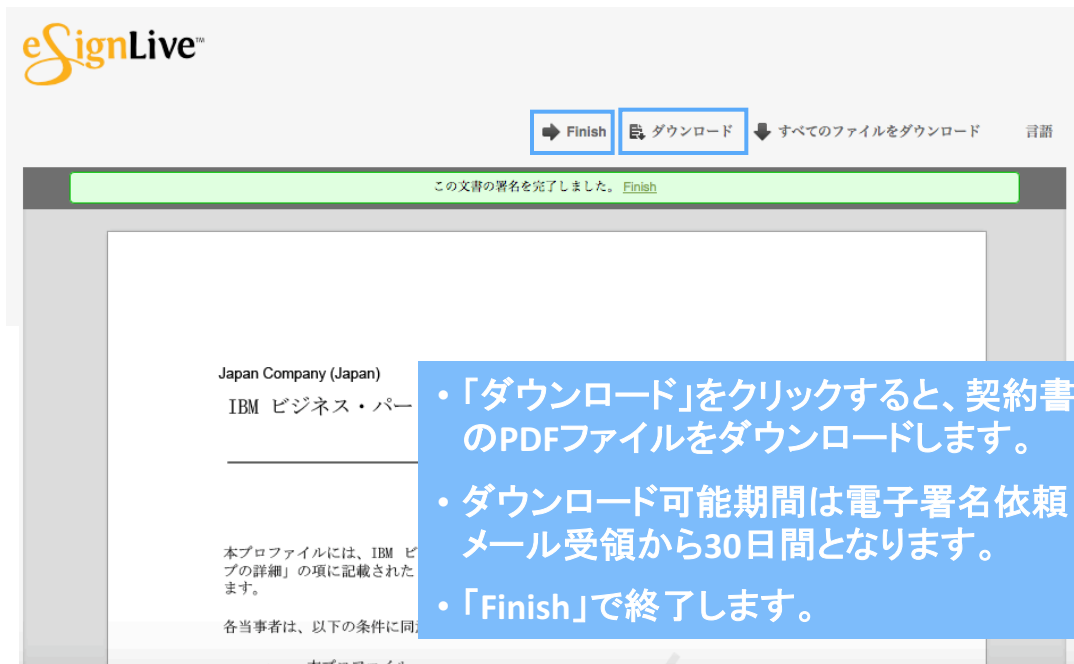 eSignLive™
Finish ダウンロード すべてのファイルをダウンロード 言語
この文書の署名を完了しました。 Finish
Japan Company (Japan)
IBM ビジネス・パー
本プロファイルには、IBM ビ
プの詳細」の項に記載された
ます。
各当事者は、以下の条件に同
・「ダウンロード」をクリックすると、契約書
のPDFファイルをダウンロードします。
・ダウンロード可能期間は電子署名依頼
メール受領から30日間となります。
・「Finish」で終了します。